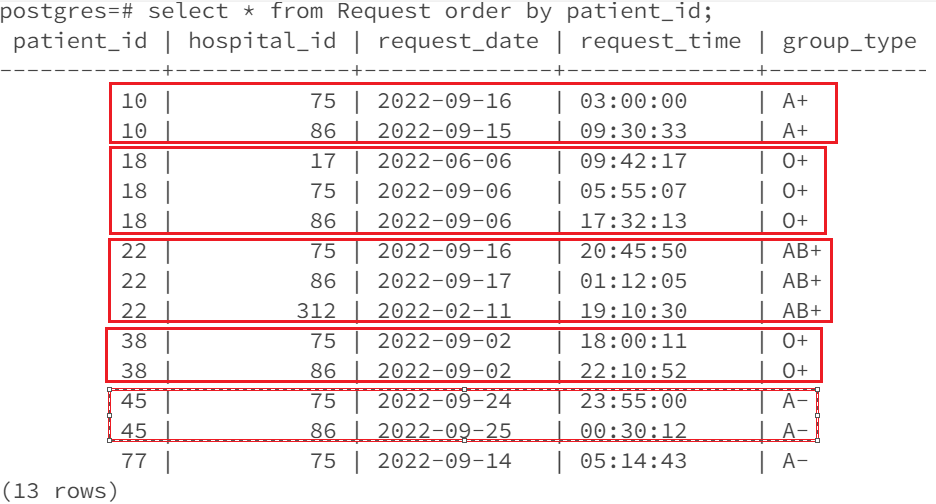 postgres=# select * from Request order by patient_id;
 patient_id | hospital_id | request_date | request_time | group_type
------------+-------------+--------------+--------------+------------
         10 |          75 | 2022-09-16   | 03:00:00     | A+
         10 |          86 | 2022-09-15   | 09:30:33     | A+
         18 |          17 | 2022-06-06   | 09:42:17     | O+
         18 |          75 | 2022-09-06   | 05:55:07     | O+
         18 |          86 | 2022-09-06   | 17:32:13     | O+
         22 |          75 | 2022-09-16   | 20:45:50     | AB+
         22 |          86 | 2022-09-17   | 01:12:05     | AB+
         22 |         312 | 2022-02-11   | 19:10:30     | AB+
         38 |          75 | 2022-09-02   | 18:00:11     | O+
         38 |          86 | 2022-09-02   | 22:10:52     | O+
         45 |          75 | 2022-09-24   | 23:55:00     | A-
         45 |          86 | 2022-09-25   | 00:30:12     | A-
         77 |          75 | 2022-09-14   | 05:14:43     | A-
(13 rows)